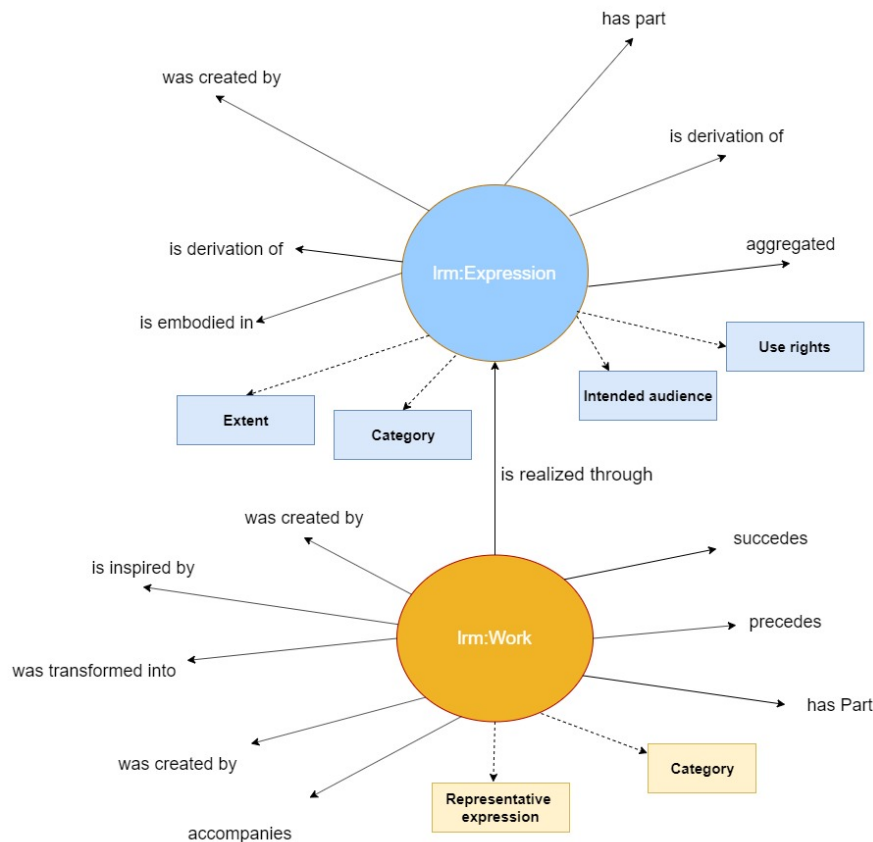 has part
was created by
is derivation of
is derivation of
aggregated
lrm:Expression
is embodied in
Use rights
Intended audience
Extent
Category
is realized through
was created by
succedes
is inspired by
precedes
lrm:Work
was transformed into
has Part
was created by
Category
Representative
expression
accompanies